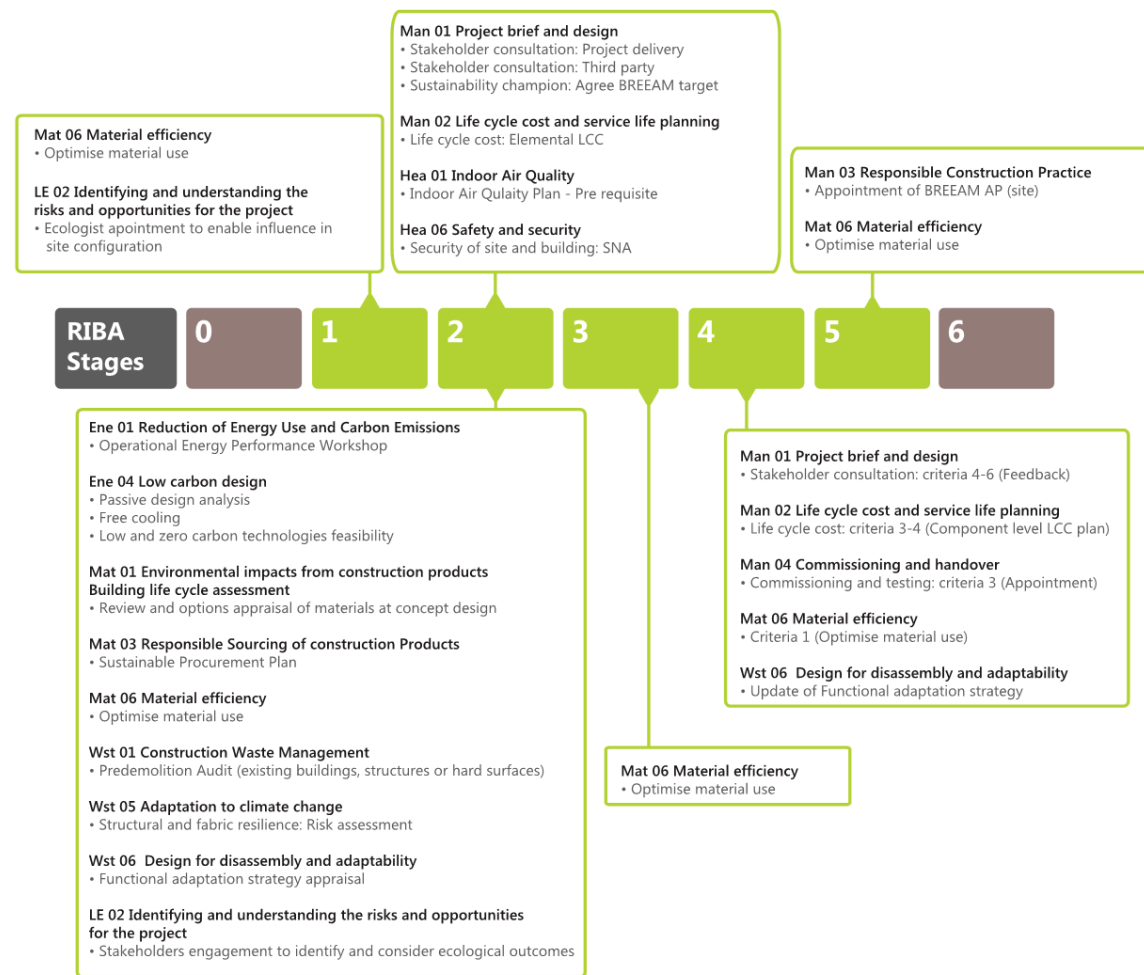 Man 01 Project brief and design
• Stakeholder consultation: Project delivery
• Stakeholder consultation: Third party
• Sustainability champion: Agree BREEAM target
Man 02 Life cycle cost and service life planning
• Life cycle cost: Elemental LCC
Hea 01 Indoor Air Quality
• Indoor Air Qulaity Plan - Pre requisite
Hea 06 Safety and security
• Security of site and building: SNA
Mat 06 Material efficiency
• Optimise material use
LE 02 Identifying and understanding the
risks and opportunities for the project
• Ecologist apointment to enable influence in
site configuration
Man 03 Responsible Construction Practice
• Appointment of BREEAM AP (site)
Mat 06 Material efficiency
• Optimise material use
RIBA
Stages
0
1
2
3
4
5
6
Ene 01 Reduction of Energy Use and Carbon Emissions
• Operational Energy Performance Workshop
Ene 04 Low carbon design
• Passive design analysis
• Free cooling
• Low and zero carbon technologies feasibility
Mat 01 Environmental impacts from construction products
Building life cycle assessment
• Review and options appraisal of materials at concept design
Mat 03 Responsible Sourcing of construction Products
• Sustainable Procurement Plan
Mat 06 Material efficiency
• Optimise material use
Wst 01 Construction Waste Management
• Predemolition Audit (existing buildings, structures or hard surfaces)
Wst 05 Adaptation to climate change
• Structural and fabric resilience: Risk assessment
Wst 06 Design for disassembly and adaptability
• Functional adaptation strategy appraisal
LE 02 Identifying and understanding the risks and opportunities
for the project
• Stakeholders engagement to identify and consider ecological outcomes
Mat 06 Material efficiency
• Optimise material use
Man 01 Project brief and design
• Stakeholder consultation: criteria 4-6 (Feedback)
Man 02 Life cycle cost and service life planning
• Life cycle cost: criteria 3-4 (Component level LCC plan)
Man 04 Commissioning and handover
• Commissioning and testing: criteria 3 (Appointment)
Mat 06 Material efficiency
• Criteria 1 (Optimise material use)
Wst 06 Design for disassembly and adaptability
• Update of Functional adaptation strategy